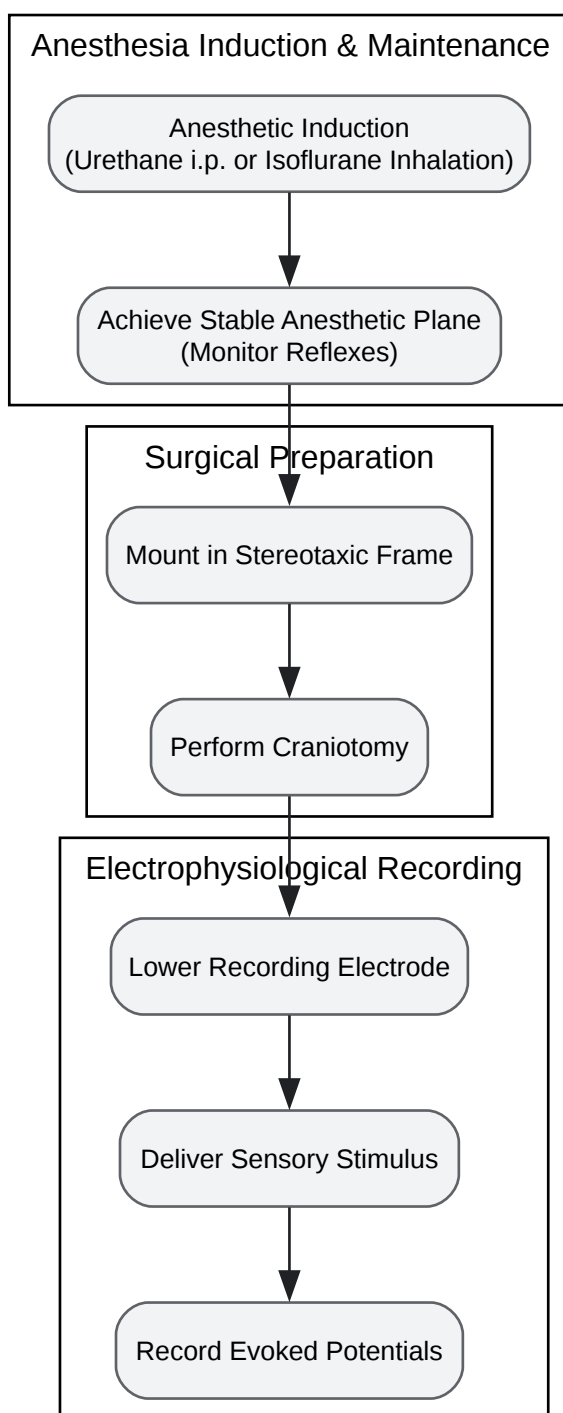 Anesthesia Induction & Maintenance
Anesthetic Induction
(Urethane i.p. or Isoflurane Inhalation)
Achieve Stable Anesthetic Plane
(Monitor Reflexes)
Surgical Preparation
Mount in Stereotaxic Frame
Perform Craniotomy
Electrophysiological Recording
Lower Recording Electrode
Deliver Sensory Stimulus
Record Evoked Potentials